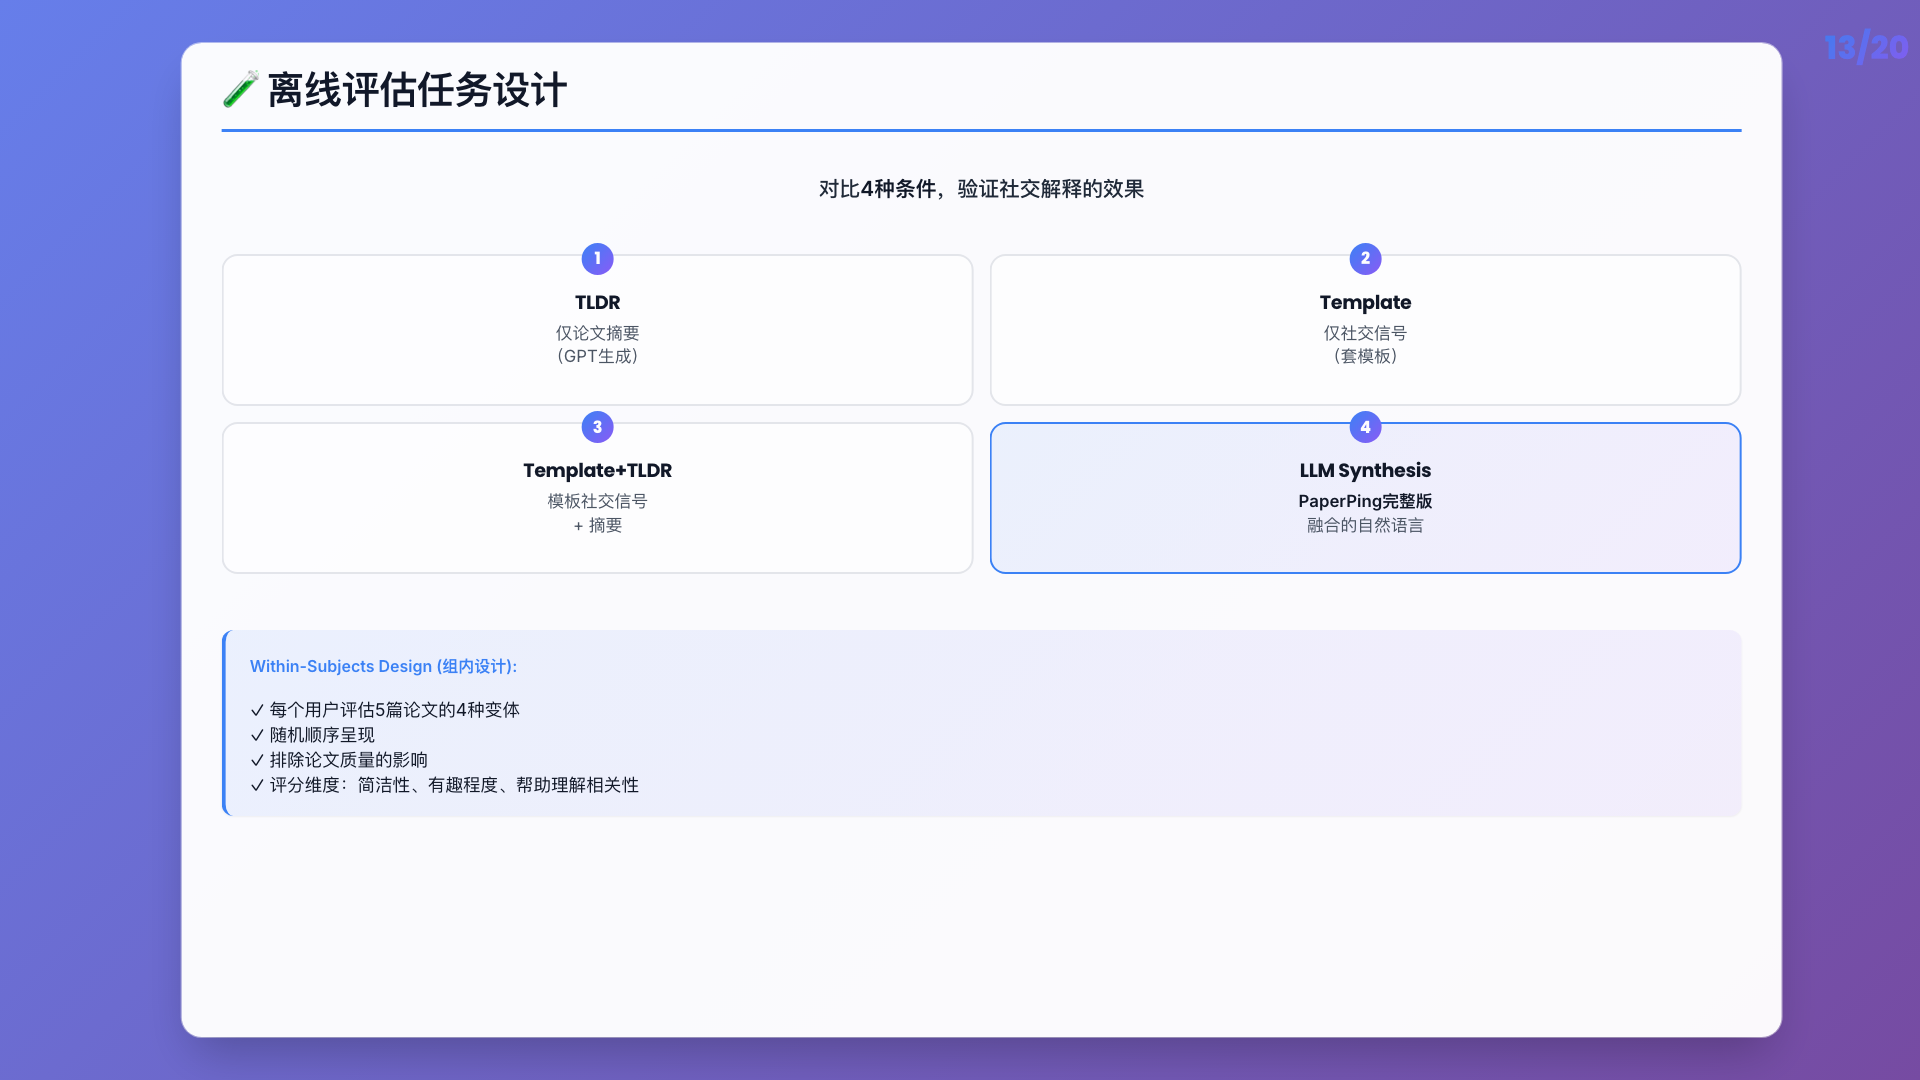 13/20
🧪 离线评估任务设计
对比4种条件，验证社交解释的效果
1
TLDR
仅论文摘要
（GPT生成）
2
Template
仅社交信号
（套模板）
3
Template+TLDR
模板社交信号
+ 摘要
4
LLM Synthesis
PaperPing完整版
融合的自然语言
Within-Subjects Design (组内设计):
✓ 每个用户评估5篇论文的4种变体
✓ 随机顺序呈现
✓ 排除论文质量的影响
✓ 评分维度：简洁性、有趣程度、帮助理解相关性